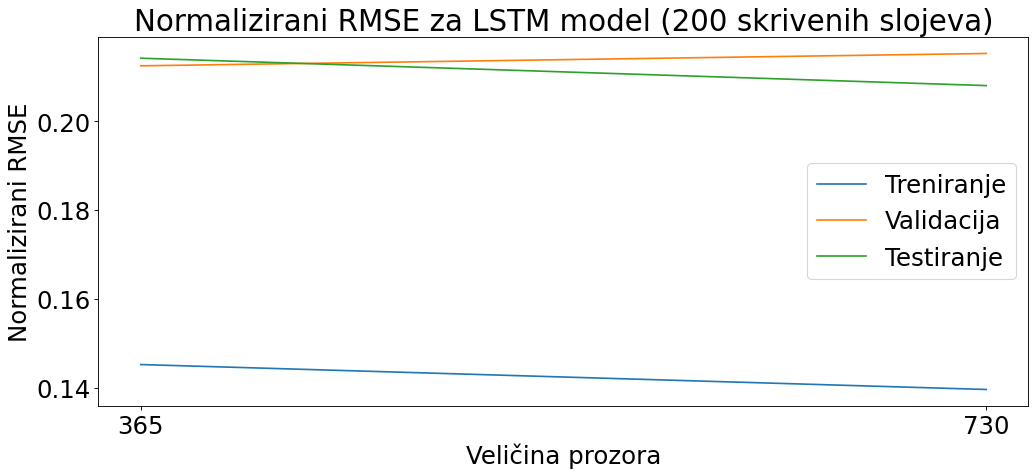 Normalizirani RMSE za LSTM model (200 skrivenih slojeva)
Normalizirani RMSE
0.20
0.18
0.16
0.14
Treniranje
Validacija
Testiranje
365
730
Veličina prozora